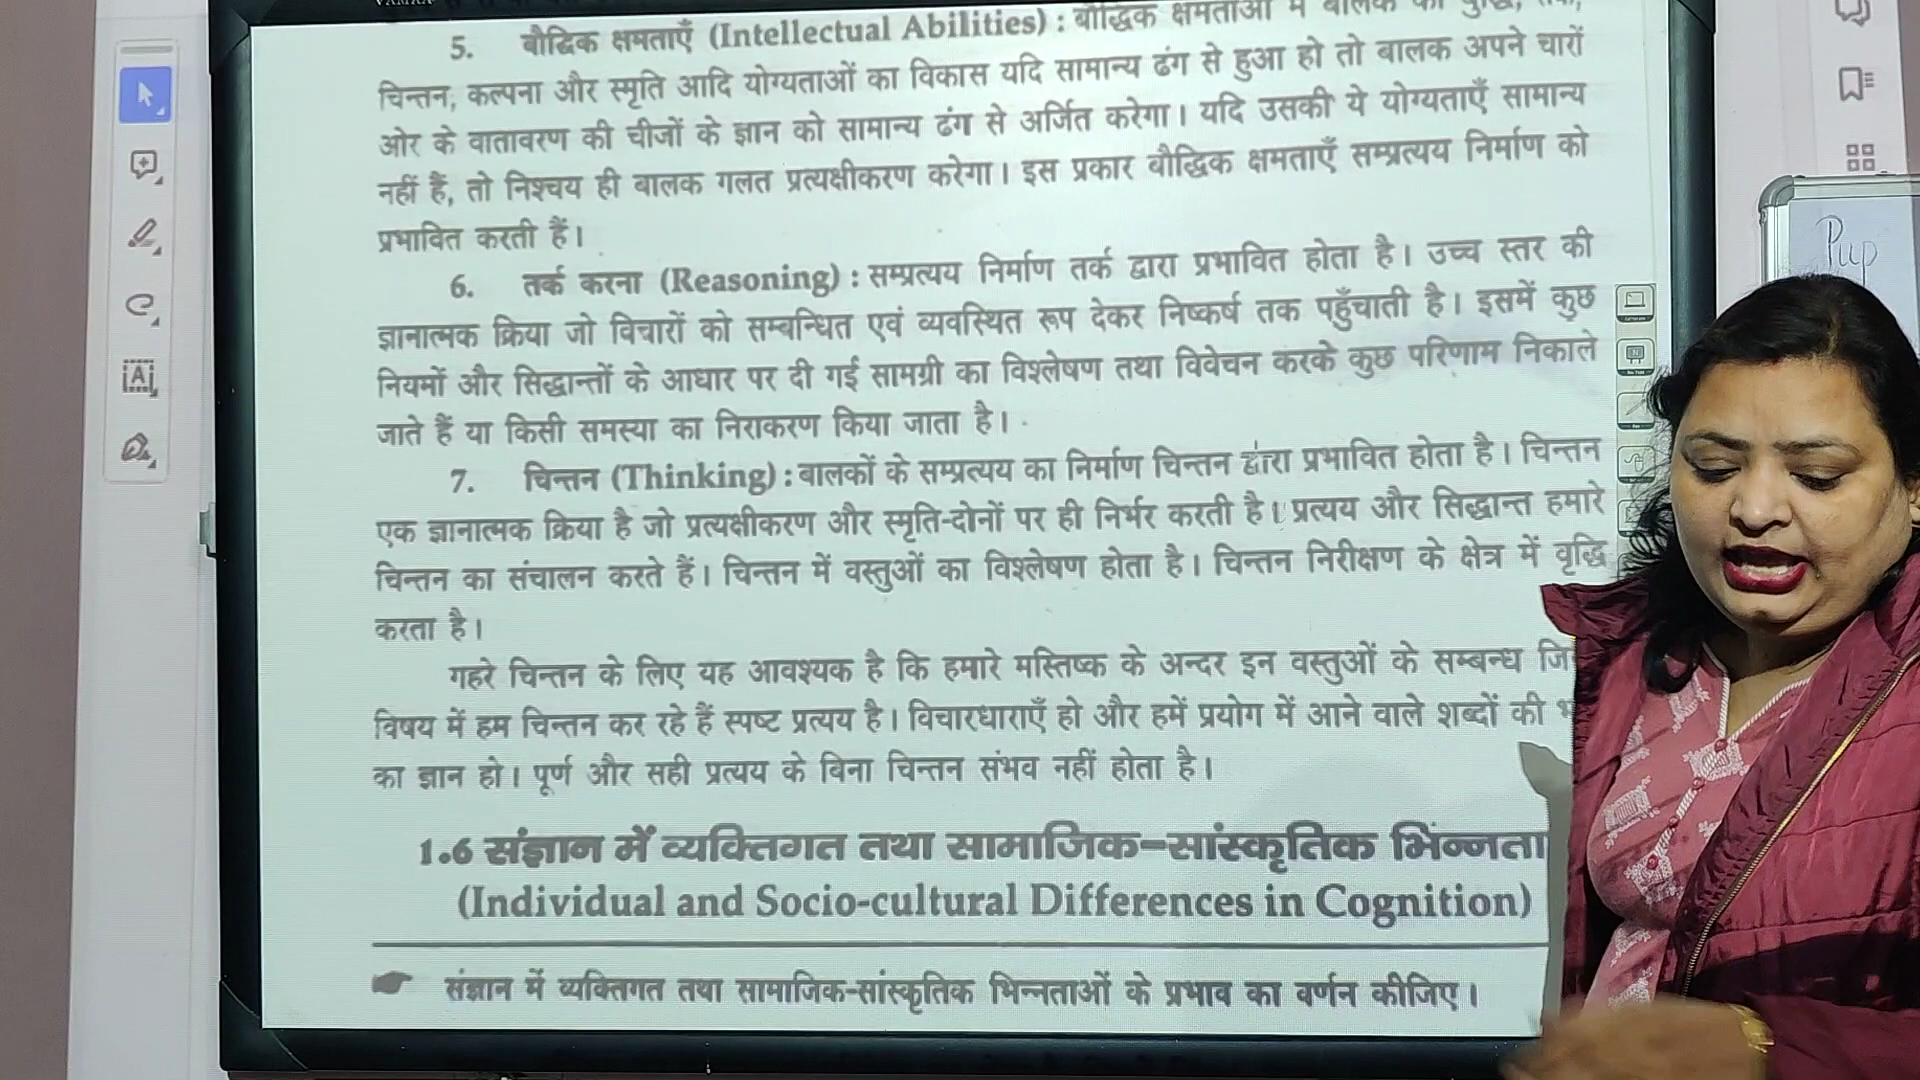 5. बौद्धिक क्षमताएँ (Intellectual Abilities) : बौद्धिक क्षमताओं में बालक की
चिन्तन, कल्पना और स्मृति आदि योग्यताओं का विकास यदि सामान्य ढंग से हुआ हो तो बालक अपने चारों
ओर के वातावरण की चीजों के ज्ञान को सामान्य ढंग से अर्जित करेगा। यदि उसकी ये योग्यताएँ सामान्य
नहीं हैं, तो निश्चय ही बालक गलत प्रत्यक्षीकरण करेगा। इस प्रकार बौद्धिक क्षमताएँ सम्प्रत्यय निर्माण को
प्रभावित करती हैं।
6. तर्क करना (Reasoning) : सम्प्रत्यय निर्माण तर्क द्वारा प्रभावित होता है। उच्च स्तर की
ज्ञानात्मक क्रिया जो विचारों को सम्बन्धित एवं व्यवस्थित रूप देकर निष्कर्ष तक पहुँचाती है। इसमें कुछ
नियमों और सिद्धान्तों के आधार पर दी गई सामग्री का विश्लेषण तथा विवेचन करके कुछ परिणाम निकाले
जाते हैं या किसी समस्या का निराकरण किया जाता है।
7. चिन्तन (Thinking) : बालकों के सम्प्रत्यय का निर्माण चिन्तन द्वारा प्रभावित होता है। चिन्तन
एक ज्ञानात्मक क्रिया है जो प्रत्यक्षीकरण और स्मृति-दोनों पर ही निर्भर करती है। प्रत्यय और सिद्धान्त हमारे
चिन्तन का संचालन करते हैं। चिन्तन में वस्तुओं का विश्लेषण होता है। चिन्तन निरीक्षण के क्षेत्र में वृद्धि
करता है।
गहरे चिन्तन के लिए यह आवश्यक है कि हमारे मस्तिष्क के अन्दर इन वस्तुओं के सम्बन्ध
विषय में हम चिन्तन कर रहे हैं स्पष्ट प्रत्यय है। विचारधाराएँ हो और हमें प्रयोग में आने वाले शब्दों की
का ज्ञान हो। पूर्ण और सही प्रत्यय के बिना चिन्तन संभव नहीं होता है।
1.6 संज्ञान में व्यक्तिगत तथा सामाजिक-सांस्कृतिक भिन्नता
(Individual and Socio-cultural Differences in Cognition)
संज्ञान में व्यक्तिगत तथा सामाजिक-सांस्कृतिक भिन्नताओं के प्रभाव का वर्णन कीजिए।
Pup